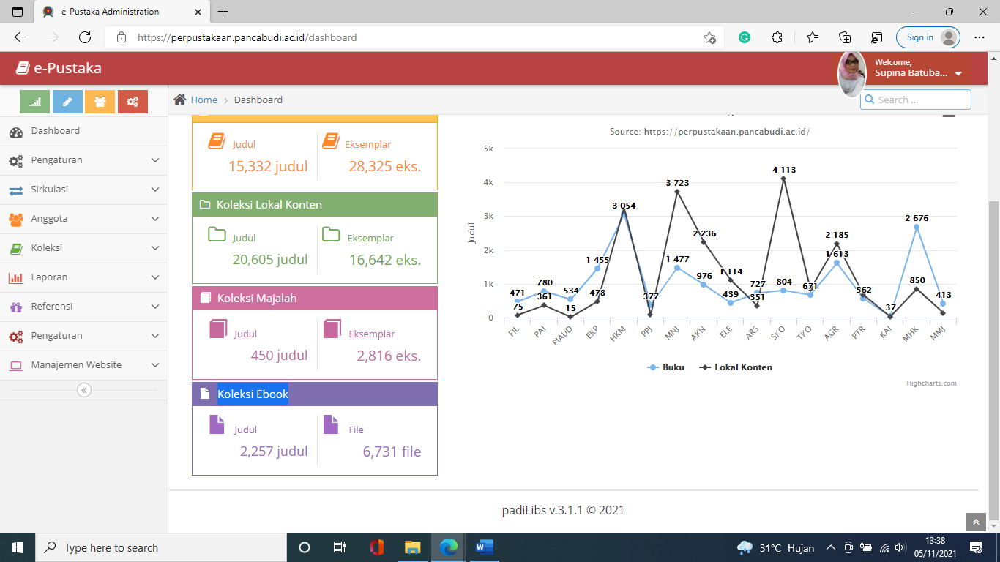 e-Pustaka Administration
https://perpustakaan.pancabudi.ac.id/dashboard
Sign in
e-Pustaka
Welcome,
Supina Batuba...
Home > Dashboard
Search ...
Dashboard
Pengaturan
Sirkulasi
Anggota
Koleksi
Laporan
Referensi
Pengaturan
Manajemen Website
Judul
Eksemplar
15,332 judul
28,325 eks.
Koleksi Lokal Konten
Judul
Eksemplar
20,605 judul
16,642 eks.
Koleksi Majalah
Judul
Eksemplar
450 judul
2,816 eks.
Koleksi Ebook
Judul
File
2,257 judul
6,731 file
Source: https://perpustakaan.pancabudi.ac.id/
Judul
5k
4k
3k
2k
1k
0
471
780
534
1 455
3 054
377
1 477
976
439
727
804
671
1 613
562
37
2 676
413
75
361
15
478
3 723
2 236
1 114
351
4 113
2 185
850
FIL
PAI
PIAUD
EKP
HKM
PPJ
MNJ
AKN
ELE
ARS
SKO
TKO
AGR
PTR
KAI
MHK
MMJ
Buku
Lokal Konten
Highcharts.com
padiLibs v.3.1.1 © 2021
Type here to search
31°C Hujan
13:38
05/11/2021